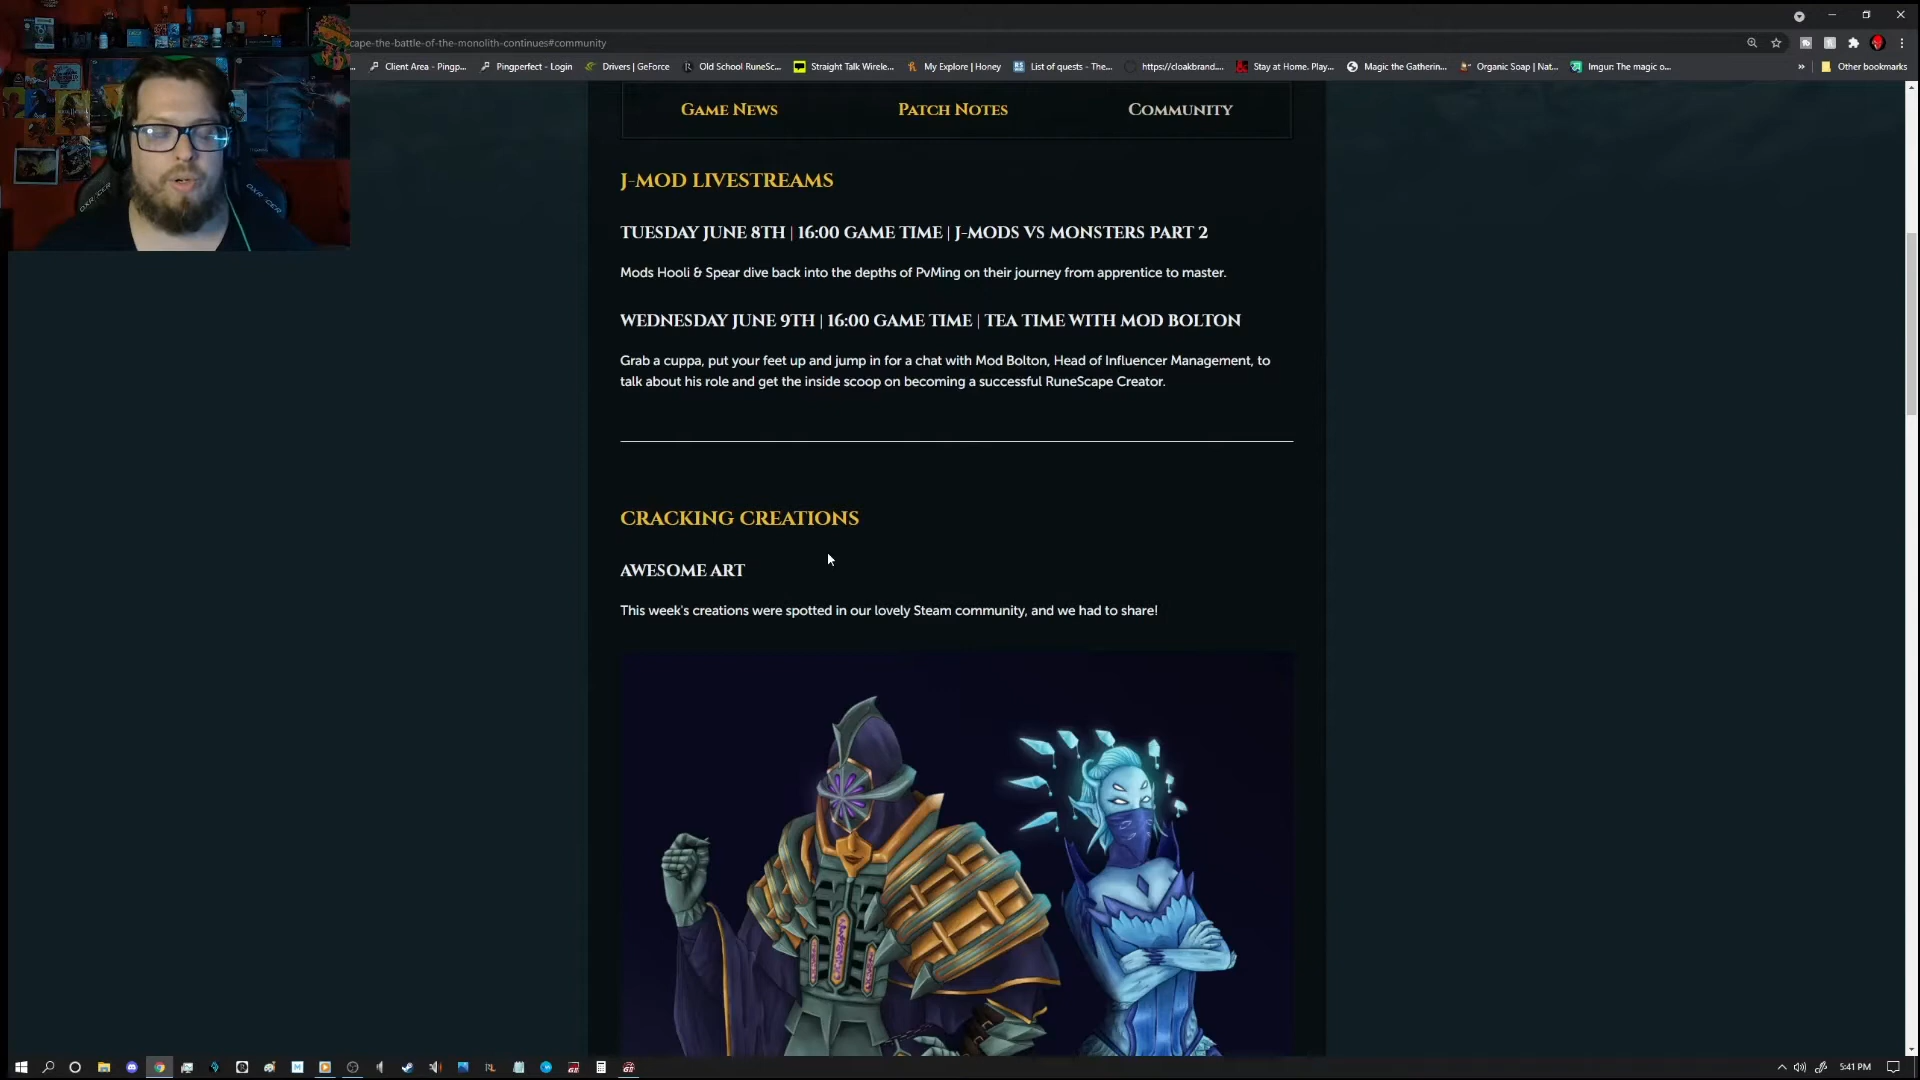 cape-the-battle-of-the-monolith-continues#community
Client Area - Pingp... Pingperfect - Login Drivers | GeForce Old School RuneSc... Straight Talk Wirele... My Explore | Honey List of quests - The... https://cloakbrand.... Stay at Home. Play... Magic the Gatherin... Organic Soap | Nat... Imgur: The magic o... » Other bookmarks
GAME NEWS PATCH NOTES COMMUNITY
J-MOD LIVESTREAMS
TUESDAY JUNE 8TH | 16:00 GAME TIME | J-MODS VS MONSTERS PART 2
Mods Hooli & Spear dive back into the depths of PvMing on their journey from apprentice to master.
WEDNESDAY JUNE 9TH | 16:00 GAME TIME | TEA TIME WITH MOD BOLTON
Grab a cuppa, put your feet up and jump in for a chat with Mod Bolton, Head of Influencer Management, to
talk about his role and get the inside scoop on becoming a successful RuneScape Creator.
CRACKING CREATIONS
AWESOME ART
This week's creations were spotted in our lovely Steam community, and we had to share!
5:41 PM